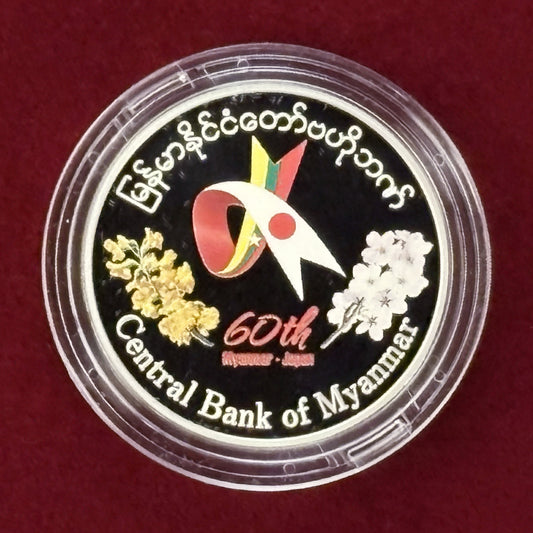 မြန်မာနိုင်ငံတော်ဗဟိုဘဏ်
60th
Myanmar - Japan
Central Bank of Myanmar